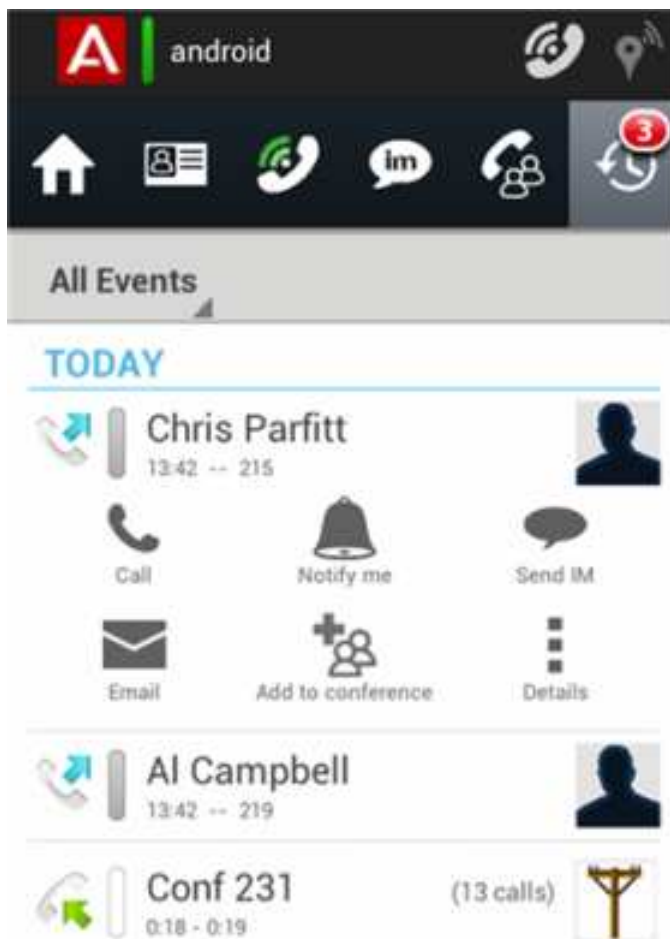 A android
im
3
All Events
TODAY
Chris Parfitt
13:42 -- 215
Call Notify me Send IM
Email Add to conference Details
Al Campbell
13:42 -- 219
Conf 231 (13 calls)
0:18 - 0:19